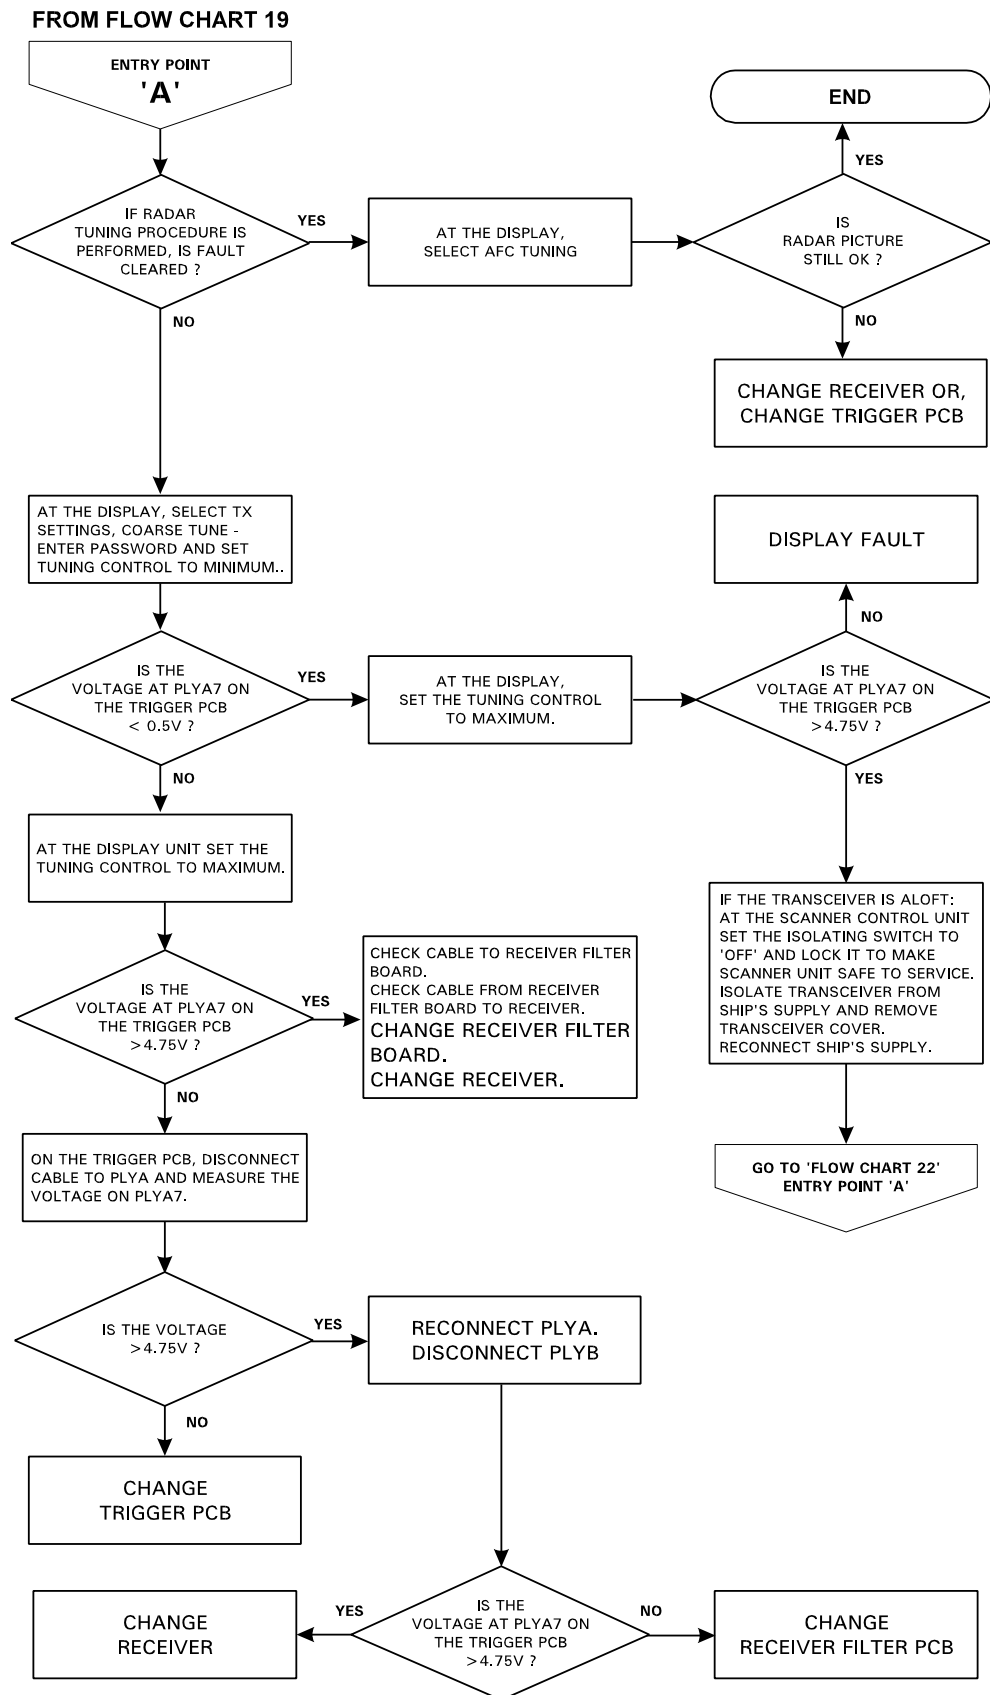 FROM FLOW CHART 19
ENTRY POINT
'A'
END
YES
IF RADAR
TUNING PROCEDURE IS
PERFORMED, IS FAULT
CLEARED ?
YES
AT THE DISPLAY,
SELECT AFC TUNING
IS
RADAR PICTURE
STILL OK ?
NO
NO
CHANGE RECEIVER OR,
CHANGE TRIGGER PCB
AT THE DISPLAY, SELECT TX
SETTINGS, COARSE TUNE -
ENTER PASSWORD AND SET
TUNING CONTROL TO MINIMUM..
DISPLAY FAULT
NO
IS THE
VOLTAGE AT PLYA7 ON
THE TRIGGER PCB
< 0.5V ?
YES
AT THE DISPLAY,
SET THE TUNING CONTROL
TO MAXIMUM.
IS THE
VOLTAGE AT PLYA7 ON
THE TRIGGER PCB
>4.75V ?
NO
YES
AT THE DISPLAY UNIT SET THE
TUNING CONTROL TO MAXIMUM.
IF THE TRANSCEIVER IS ALOFT:
AT THE SCANNER CONTROL UNIT
SET THE ISOLATING SWITCH TO
'OFF' AND LOCK IT TO MAKE
SCANNER UNIT SAFE TO SERVICE.
ISOLATE TRANSCEIVER FROM
SHIP'S SUPPLY AND REMOVE
TRANSCEIVER COVER.
RECONNECT SHIP'S SUPPLY.
IS THE
VOLTAGE AT PLYA7 ON
THE TRIGGER PCB
>4.75V ?
YES
CHECK CABLE TO RECEIVER FILTER
BOARD.
CHECK CABLE FROM RECEIVER
FILTER BOARD TO RECEIVER.
CHANGE RECEIVER FILTER
BOARD.
CHANGE RECEIVER.
NO
ON THE TRIGGER PCB, DISCONNECT
CABLE TO PLYA AND MEASURE THE
VOLTAGE ON PLYA7.
GO TO 'FLOW CHART 22'
ENTRY POINT 'A'
IS THE VOLTAGE
>4.75V ?
YES
RECONNECT PLYA.
DISCONNECT PLYB
NO
CHANGE
TRIGGER PCB
CHANGE
RECEIVER
YES
IS THE
VOLTAGE AT PLYA7 ON
THE TRIGGER PCB
>4.75V ?
NO
CHANGE
RECEIVER FILTER PCB